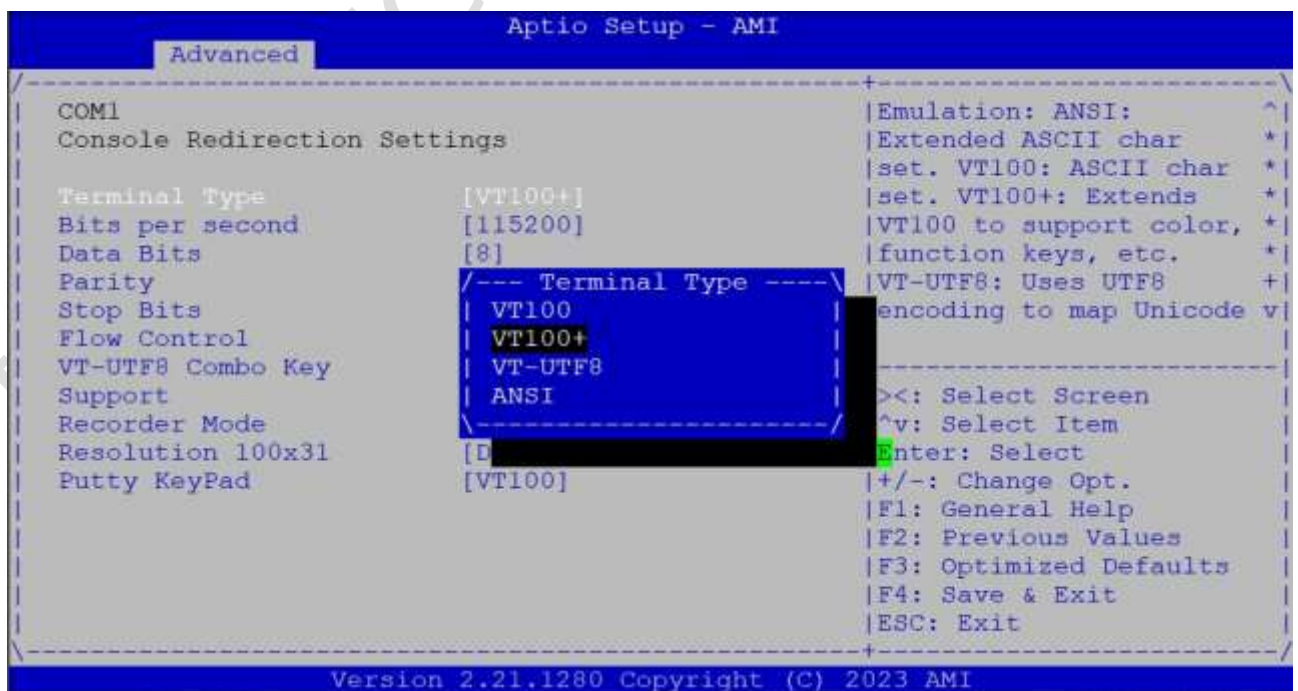 Aptio Setup - AMI
Advanced
/------------------------------------------------------+--------------------------\
COM1
Console Redirection Settings
Terminal Type [VT100+]
Bits per second [115200]
Data Bits [8]
Parity
Stop Bits
Flow Control
VT-UTF8 Combo Key
Support
Recorder Mode
Resolution 100x31 [D
Putty KeyPad [VT100]
/--- Terminal Type ----\
| VT100 |
| VT100+ |
| VT-UTF8 |
| ANSI |
\----------------------/
|Emulation: ANSI: ^|
|Extended ASCII char *|
|set. VT100: ASCII char *|
|set. VT100+: Extends *|
|VT100 to support color, *|
|function keys, etc. *|
|VT-UTF8: Uses UTF8 +|
encoding to map Unicode v|
--------------------------|
><: Select Screen |
^v: Select Item |
Enter: Select |
|+/-: Change Opt. |
|F1: General Help |
|F2: Previous Values |
|F3: Optimized Defaults |
|F4: Save & Exit |
|ESC: Exit |
\------------------------------------------------------+--------------------------/
Version 2.21.1280 Copyright (C) 2023 AMI